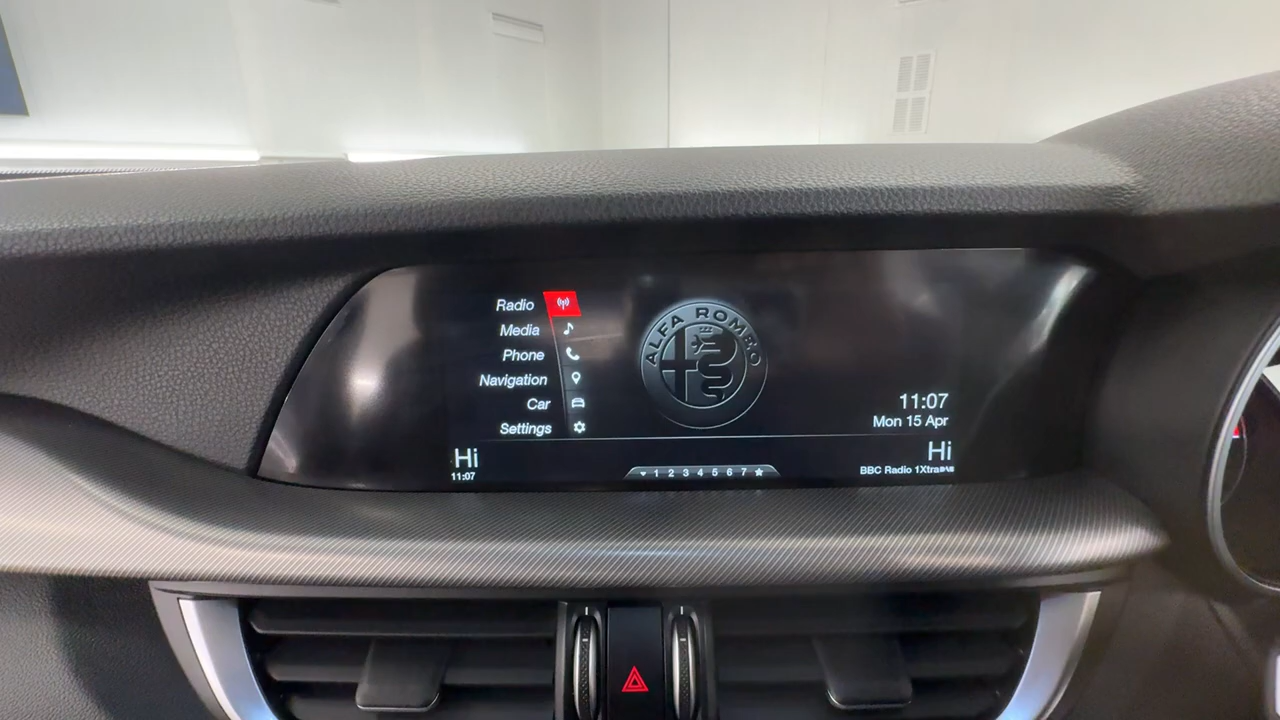 Radio
Media
Phone
Navigation
Car
Settings
ALFA ROMEO
11:07
Mon 15 Apr
Hi
11:07
1 2 3 4 5 6 7
Hi
BBC Radio 1Xtra